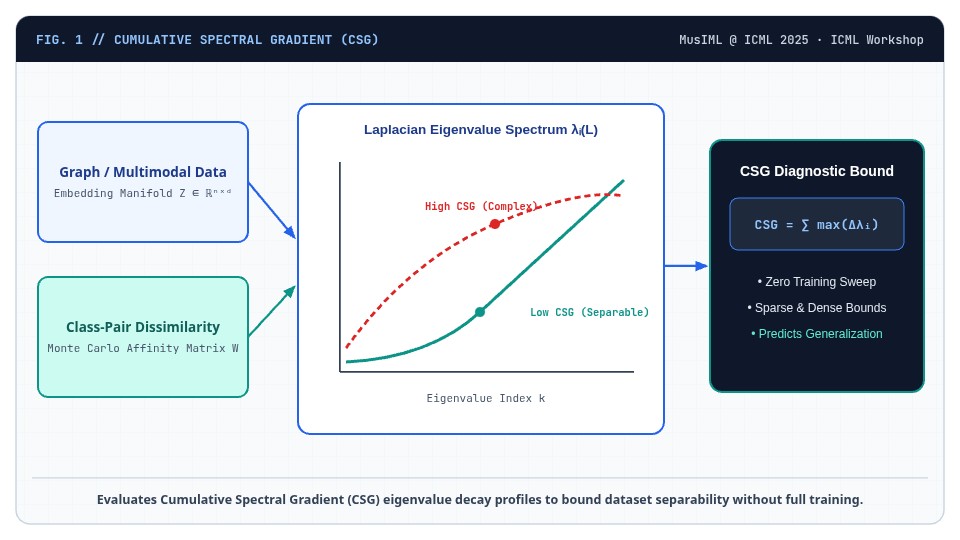 FIG. 1 // CUMULATIVE SPECTRAL GRADIENT (CSG)
MusIML @ ICML 2025 · ICML Workshop
Graph / Multimodal Data
Embedding Manifold Z ∈ ℝⁿˣᵈ
Class-Pair Dissimilarity
Monte Carlo Affinity Matrix W
Laplacian Eigenvalue Spectrum λᵢ(L)
High CSG (Complex)
Low CSG (Separable)
Eigenvalue Index k
CSG Diagnostic Bound
CSG = ∑ max(Δλᵢ)
• Zero Training Sweep
• Sparse & Dense Bounds
• Predicts Generalization
Evaluates Cumulative Spectral Gradient (CSG) eigenvalue decay profiles to bound dataset separability without full training.